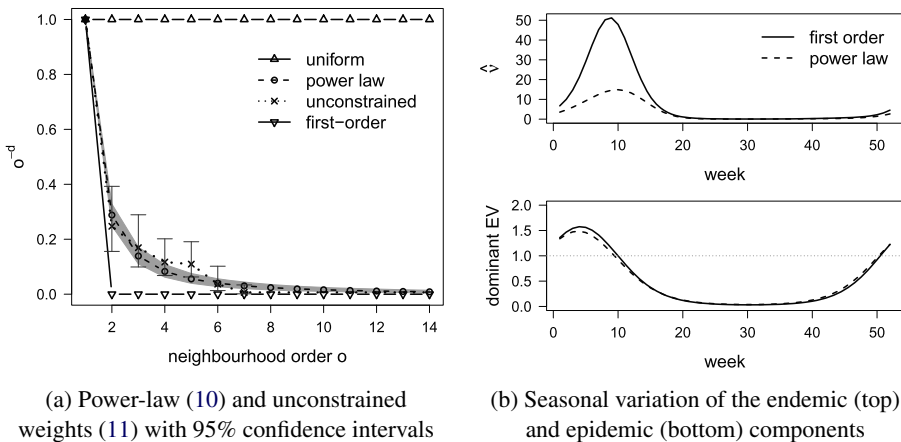 1.0
0.8
0.6
0.4
0.2
0.0
o⁻ᵈ
uniform
power law
unconstrained
first−order
2 4 6 8 10 12 14
neighbourhood order o
(a) Power-law (10) and unconstrained
weights (11) with 95% confidence intervals
50
40
30
20
10
0
ν̂
first order
power law
0 10 20 30 40 50
week
2.0
1.5
1.0
0.5
0.0
dominant EV
0 10 20 30 40 50
week
(b) Seasonal variation of the endemic (top)
and epidemic (bottom) components